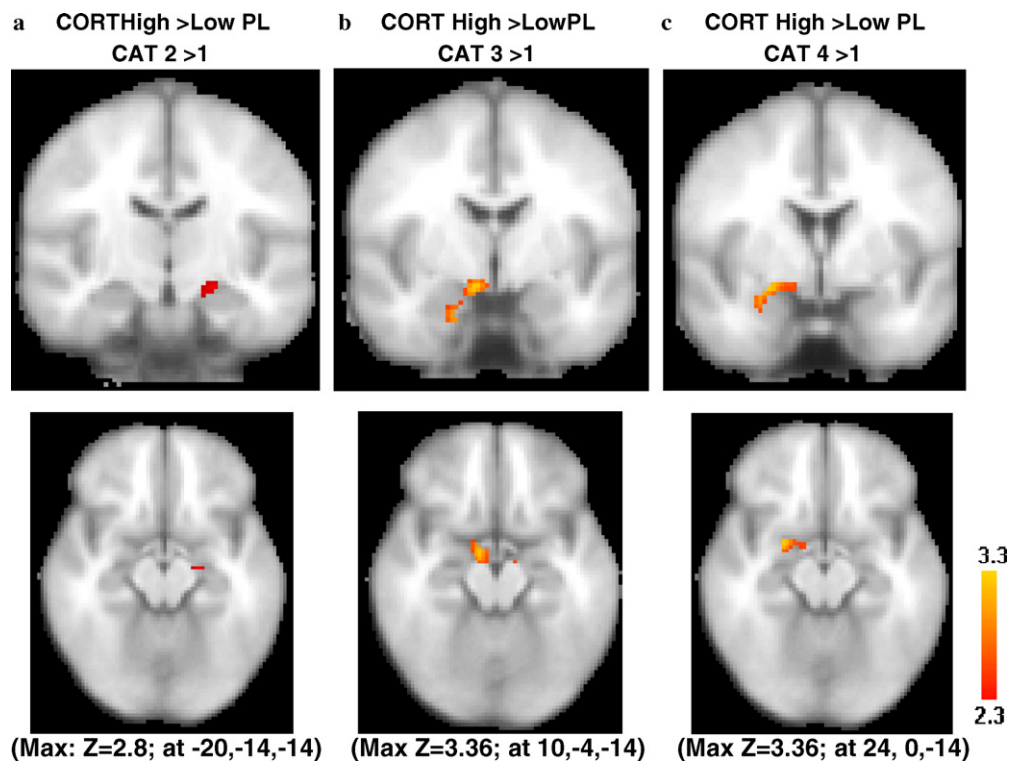 a CORTHigh >Low PL
CAT 2 >1
b CORT High >LowPL
CAT 3 >1
c CORT High >Low PL
CAT 4 >1
3.3
2.3
(Max: Z=2.8; at -20,-14,-14)
(Max Z=3.36; at 10,-4,-14)
(Max Z=3.36; at 24, 0,-14)